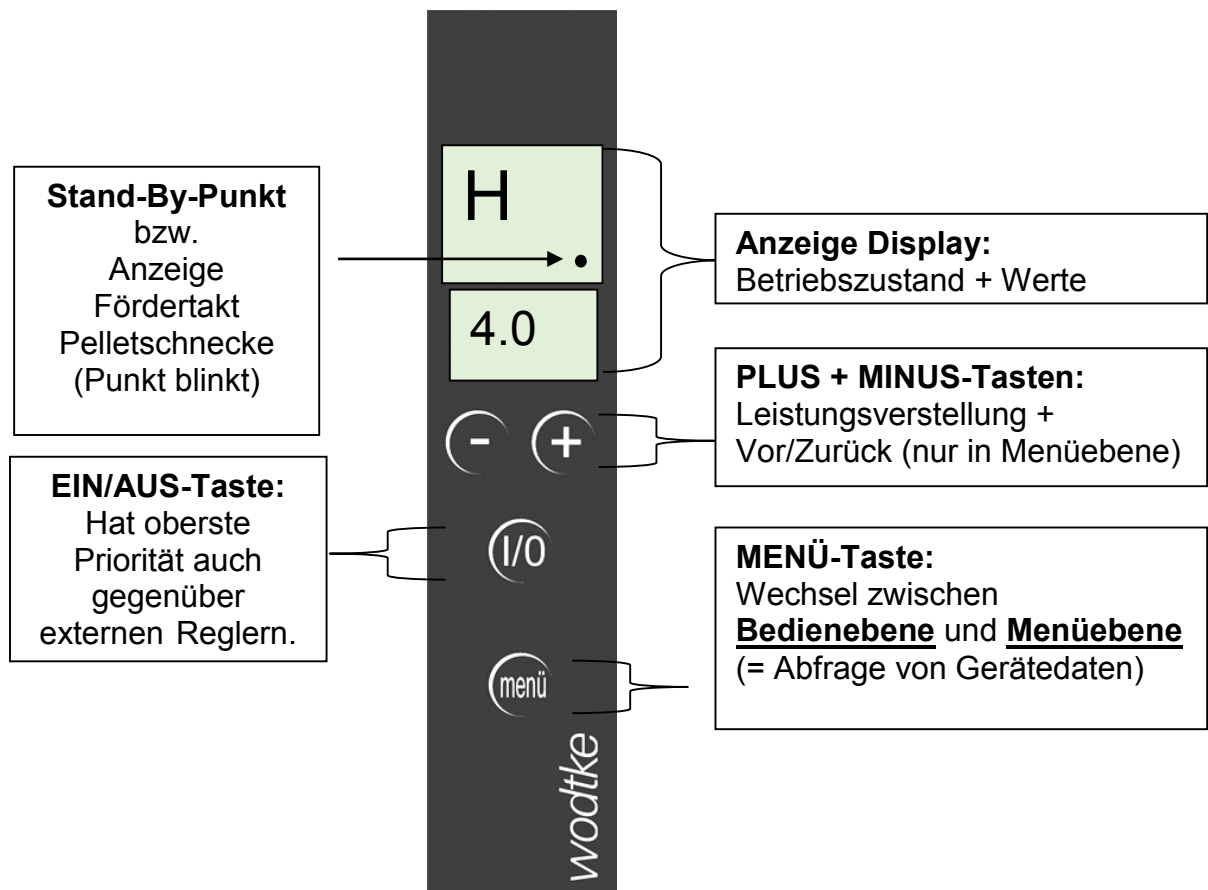 Stand-By-Punkt
bzw.
Anzeige
Fördertakt
Pelletschnecke
(Punkt blinkt)
EIN/AUS-Taste:
Hat oberste
Priorität auch
gegenüber
externen Reglern.
H
.
4.0
- +
I/0
menü
wodtke
Anzeige Display:
Betriebszustand + Werte
PLUS + MINUS-Tasten:
Leistungsverstellung +
Vor/Zurück (nur in Menüebene)
MENÜ-Taste:
Wechsel zwischen
Bedienebene und Menüebene
(= Abfrage von Gerätedaten)